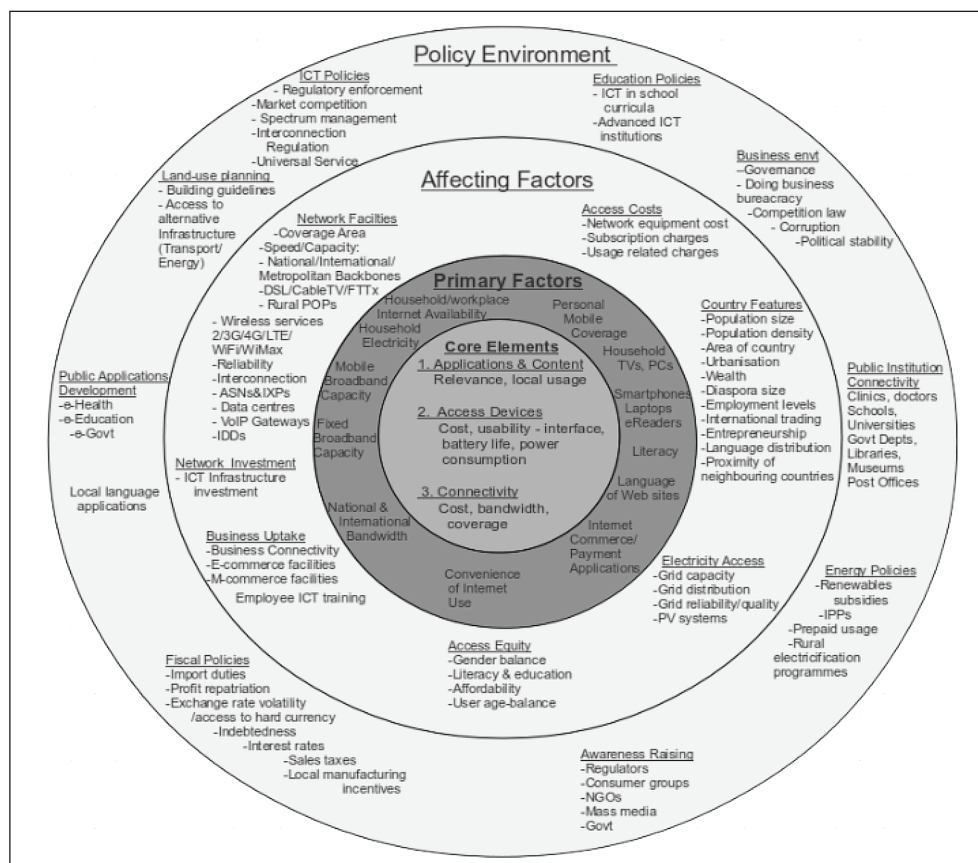 Policy Environment
ICT Policies
- Regulatory enforcement
-Market competition
- Spectrum management
-Interconnection
Regulation
-Universal Service
Education Policies
- ICT in school
curricula
-Advanced ICT
institutions
Land-use planning
- Building guidelines
- Access to
alternative
Infrastructure
(Transport/
Energy)
Business envt
--Governance
- Doing business
bureacracy
-Competition law
- Corruption
-Political stability
Affecting Factors
Network Facilties
-Coverage Area
-Speed/Capacity:
- National/International/
Metropolitan Backbones
-DSL/CableTV/FTTx
- Rural POPs
- Wireless services
2/3G/4G/LTE/
WiFi/WiMax
-Reliability
- Interconnection
- ASNs&IXPs
- Data centres
- VoIP Gateways
-IDDs
Access Costs
-Network equipment cost
-Subscription charges
-Usage related charges
Primary Factors
Household/workplace
Internet Availability
Household
Electricity
Mobile
Broadband
Capacity
Fixed
Broadband
Capacity
National &
International
Bandwidth
Convenience
of Internet
Use
Personal
Mobile
Coverage
Household
TVs, PCs
Smartphones
Laptops
eReaders
Literacy
Language
of Web sites
Internet
Commerce/
Payment
Applications
Core Elements
1. Applications & Content
Relevance, local usage
2. Access Devices
Cost, usability - interface,
battery life, power
consumption
3. Connectivity
Cost, bandwidth,
coverage
Country Features
-Population size
-Population density
-Area of country
-Urbanisation
-Wealth
-Diaspora size
-Employment levels
-International trading
-Entrepreneurship
-Language distribution
-Proximity of
neighbouring countries
Public Applications
Development
-e-Health
-e-Education
-e-Govt
Local language
applications
Public Institution
Connectivity
Clinics, doctors
Schools,
Universities
Govt Depts,
Libraries,
Museums
Post Offices
Network Investment
- ICT Infrastructure
investment
Business Uptake
-Business Connectivity
-E-commerce facilities
-M-commerce facilities
Employee ICT training
Electricity Access
-Grid capacity
-Grid distribution
-Grid reliability/quality
-PV systems
Energy Policies
-Renewables
subsidies
- IPPs
- Prepaid usage
- Rural
electricification
programmes
Access Equity
-Gender balance
-Literacy & education
-Affordability
-User age-balance
Fiscal Policies
-Import duties
-Profit repatriation
-Exchange rate volatility
/access to hard currency
-Indebtedness
-Interest rates
-Sales taxes
-Local manufacturing
incentives
Awareness Raising
-Regulators
-Consumer groups
-NGOs
-Mass media
-Govt